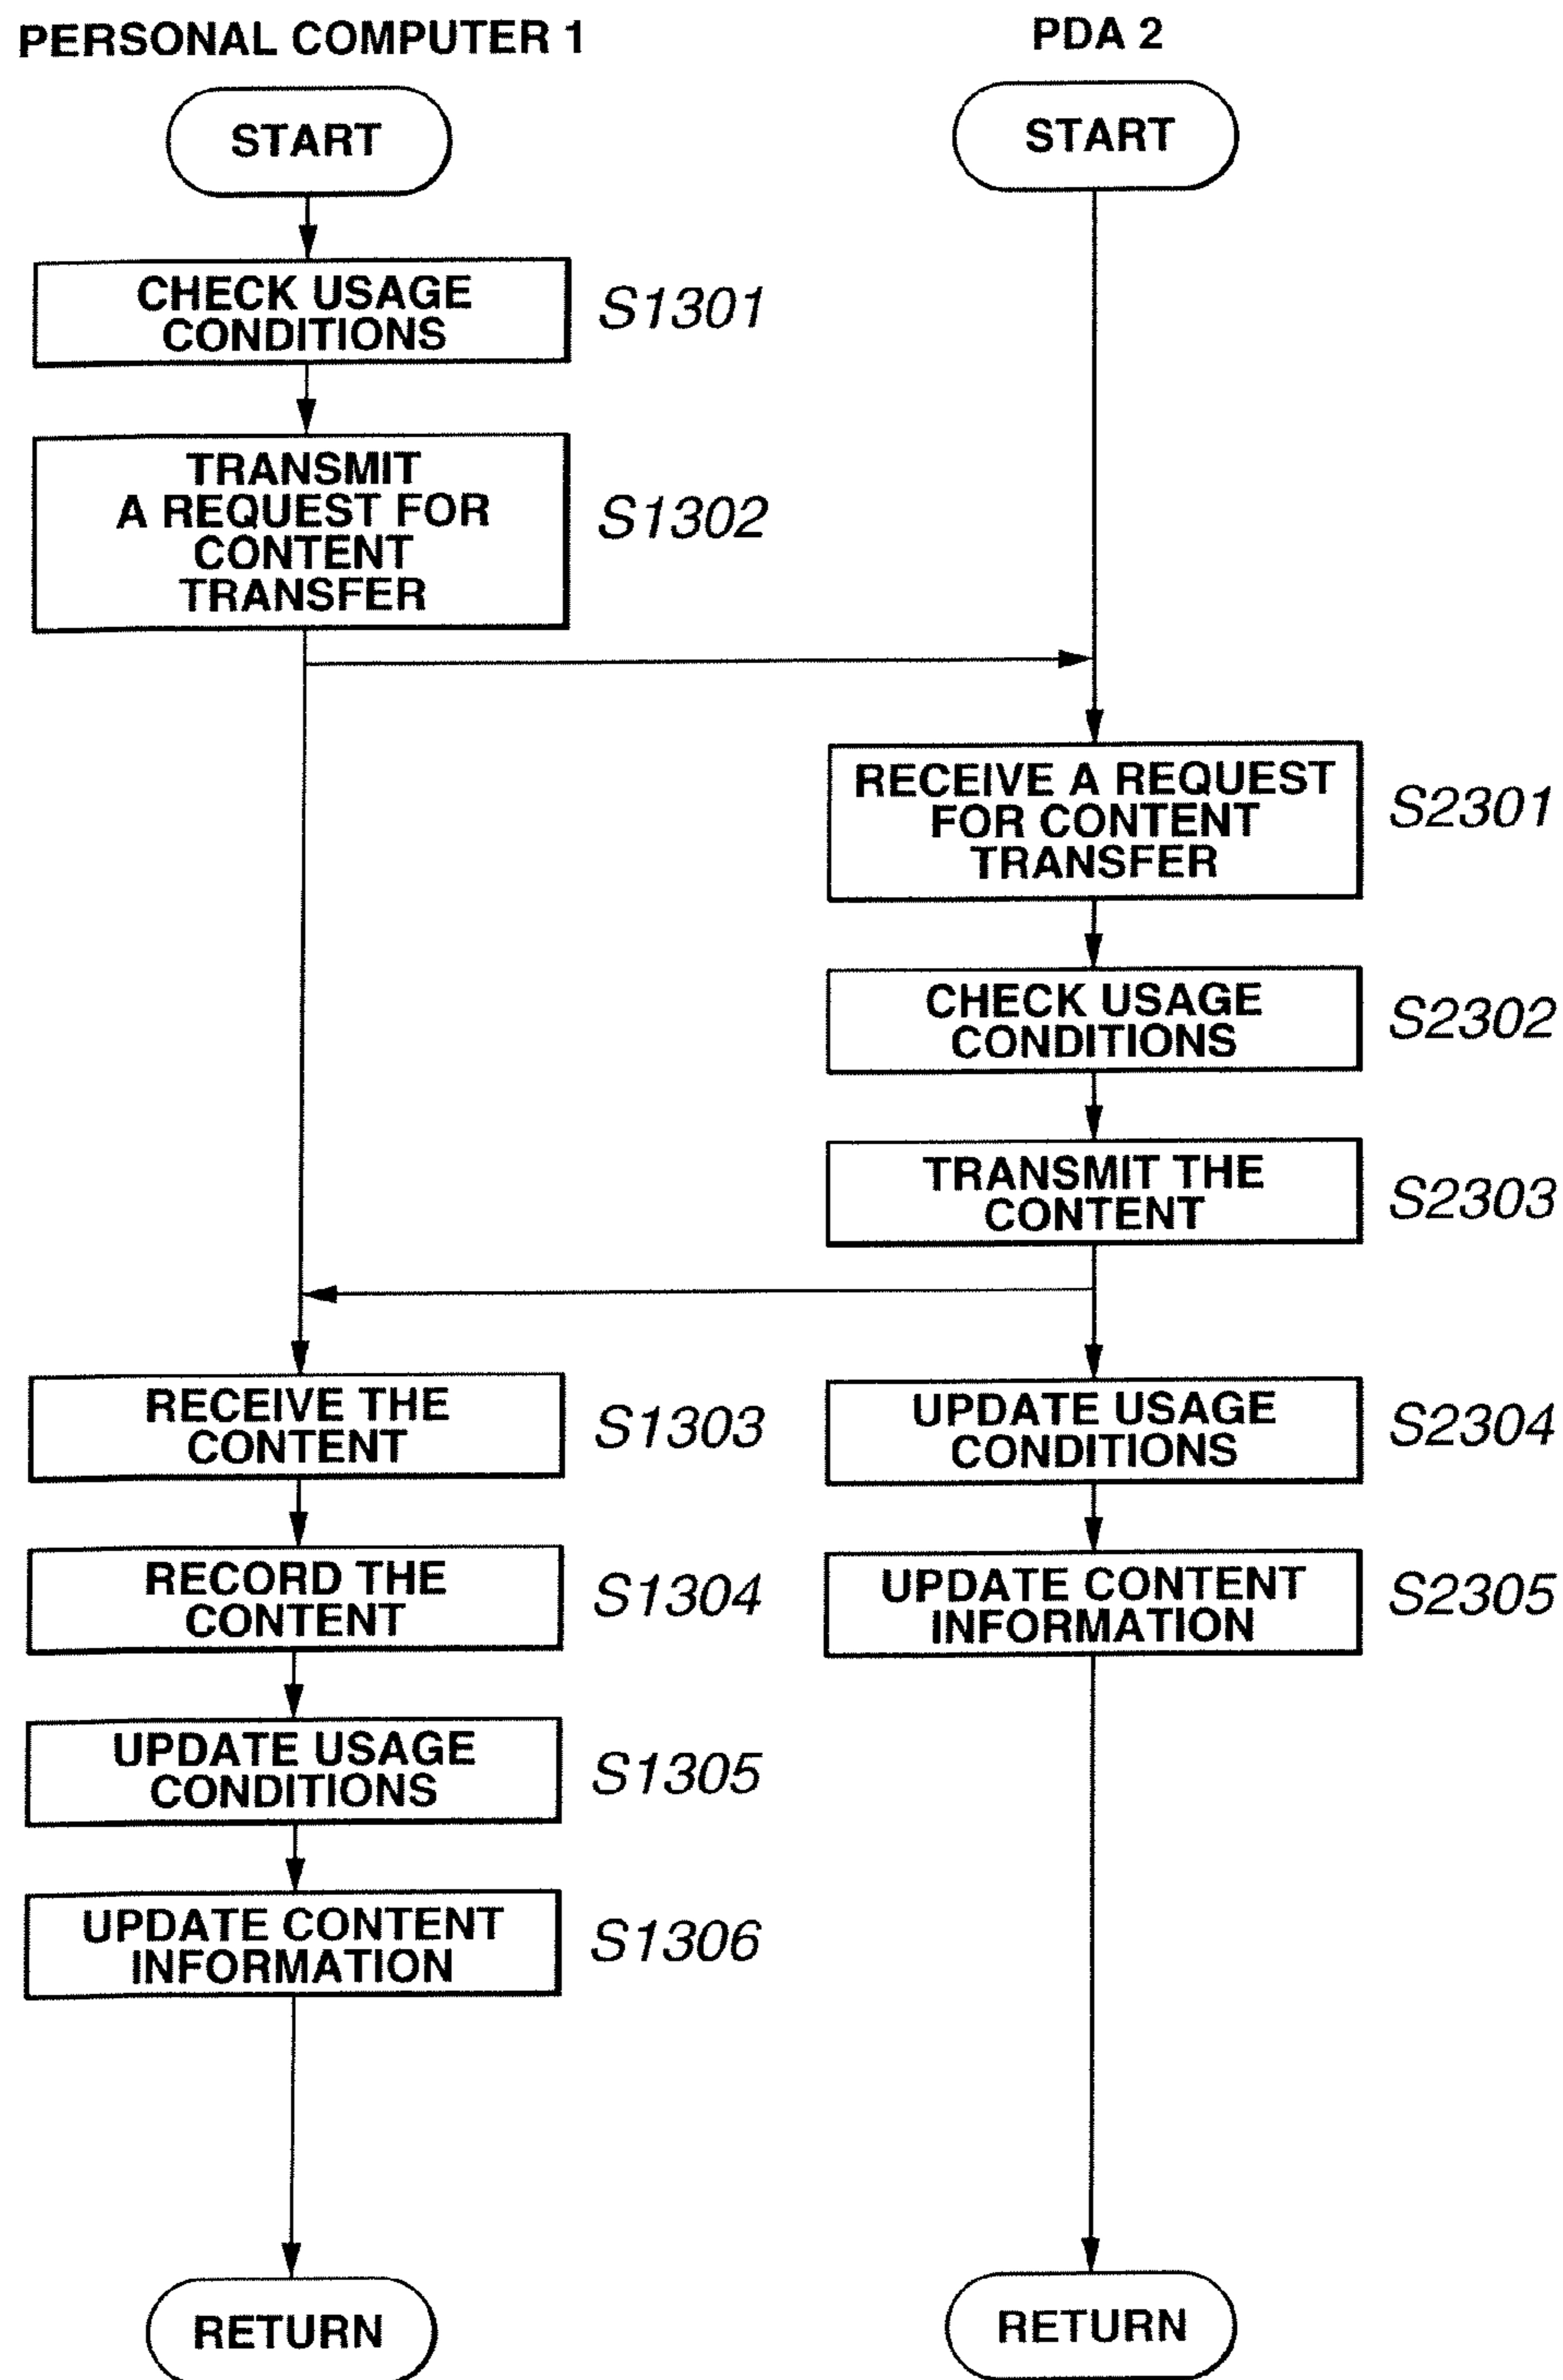 PERSONAL COMPUTER 1
PDA 2
START
START
CHECK USAGE
CONDITIONS
S1301
TRANSMIT
A REQUEST FOR
CONTENT
TRANSFER
S1302
RECEIVE A REQUEST
FOR CONTENT
TRANSFER
S2301
CHECK USAGE
CONDITIONS
S2302
TRANSMIT THE
CONTENT
S2303
RECEIVE THE
CONTENT
S1303
UPDATE USAGE
CONDITIONS
S2304
RECORD THE
CONTENT
S1304
UPDATE CONTENT
INFORMATION
S2305
UPDATE USAGE
CONDITIONS
S1305
UPDATE CONTENT
INFORMATION
S1306
RETURN
RETURN